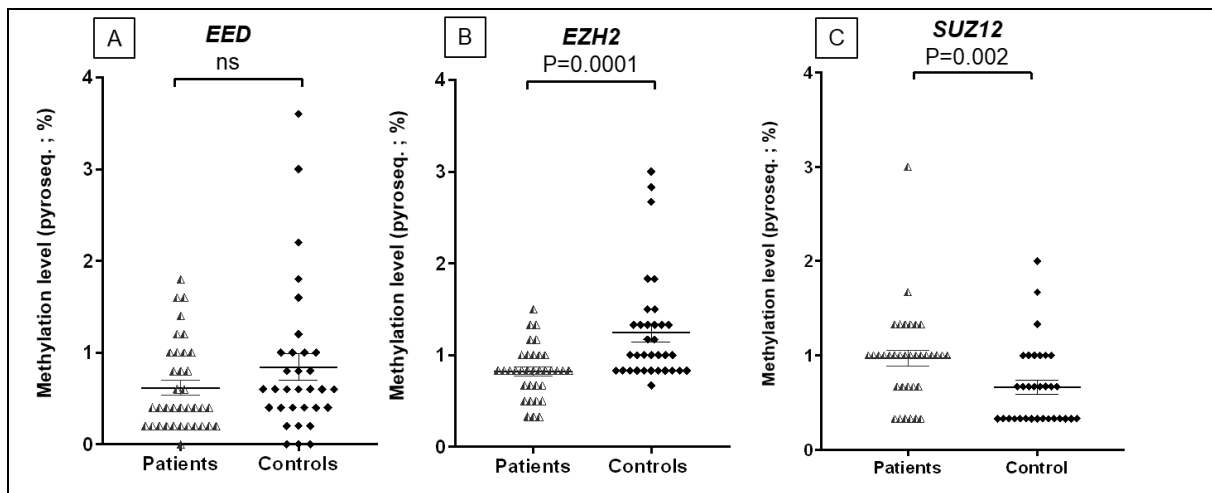 A
EED
ns
Methylation level (pyroseq. ; %)
4
3
2
1
0
Patients
Controls
B
EZH2
P=0.0001
Methylation level (pyroseq. ; %)
4
3
2
1
0
Patients
Controls
C
SUZ12
P=0.002
Methylation level (pyroseq. ; %)
4
3
2
1
0
Patients
Control